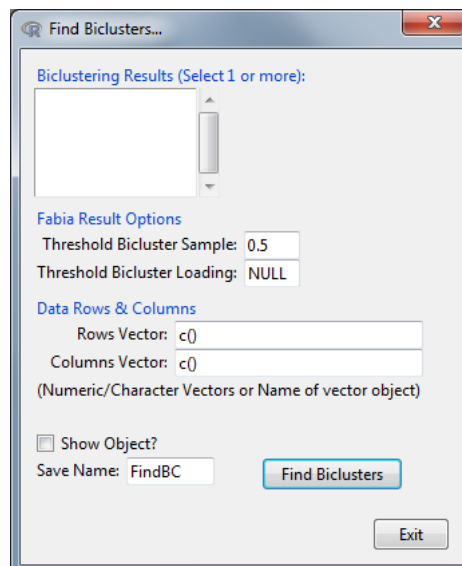 Find Biclusters...
Biclustering Results (Select 1 or more):
Fabia Result Options
Threshold Bicluster Sample: 0.5
Threshold Bicluster Loading: NULL
Data Rows & Columns
Rows Vector: c()
Columns Vector: c()
(Numeric/Character Vectors or Name of vector object)
Show Object?
Save Name: FindBC Find Biclusters
Exit